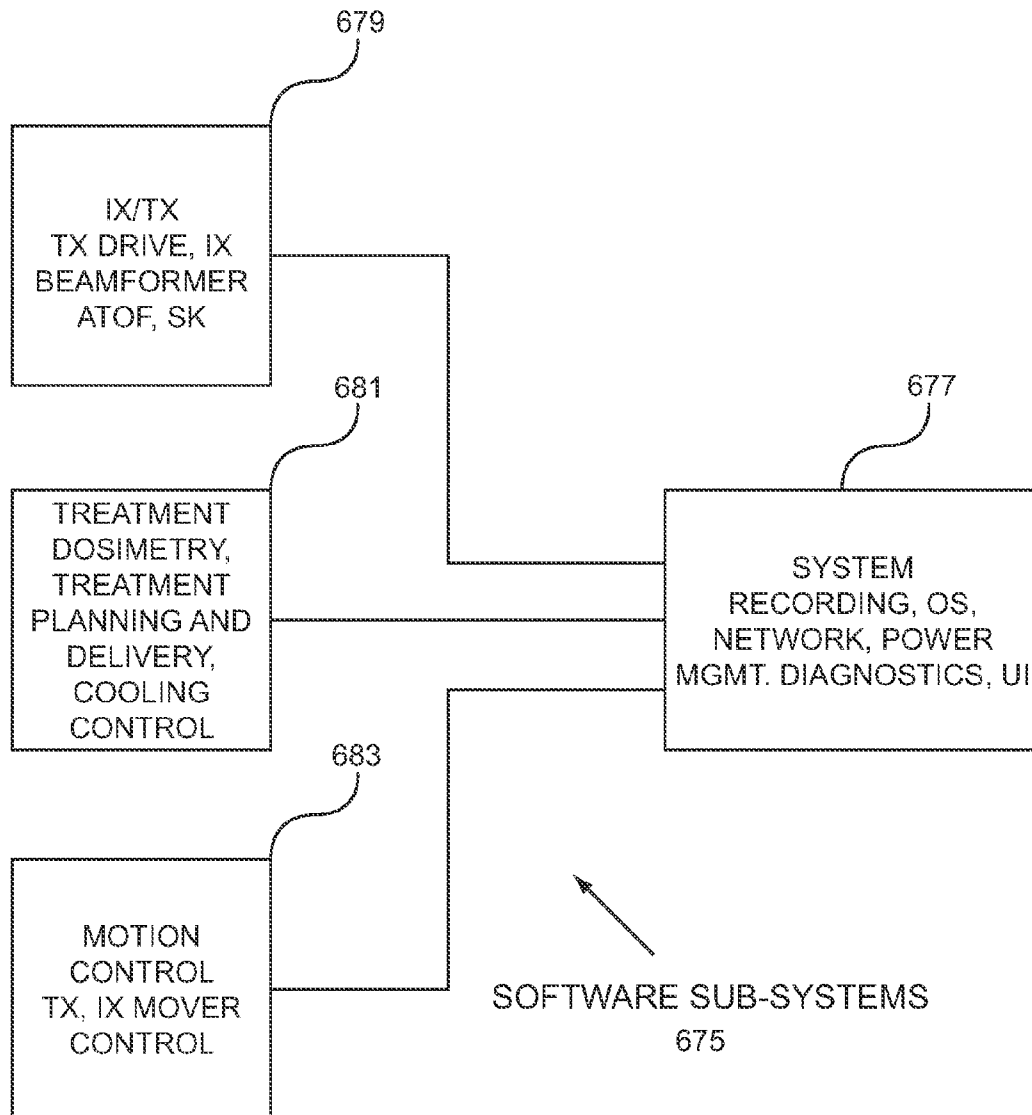 679
IX/TX
TX DRIVE, IX
BEAMFORMER
ATOF, SK
681
TREATMENT
DOSIMETRY,
TREATMENT
PLANNING AND
DELIVERY,
COOLING
CONTROL
677
SYSTEM
RECORDING, OS,
NETWORK, POWER
MGMT. DIAGNOSTICS, UI
683
MOTION
CONTROL
TX, IX MOVER
CONTROL
SOFTWARE SUB-SYSTEMS
675